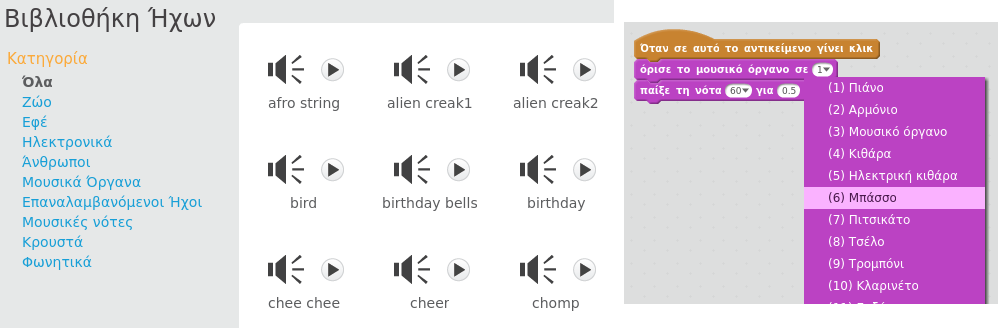 Βιβλιοθήκη Ήχων
Κατηγορία
Όλα
Ζώο
Εφέ
Ηλεκτρονικά
Άνθρωποι
Μουσικά Όργανα
Επαναλαμβανόμενοι Ήχοι
Μουσικές νότες
Κρουστά
Φωνητικά
afro string
alien creak1
alien creak2
bird
birthday bells
birthday
chee chee
cheer
chomp
Όταν σε αυτό το αντικείμενο γίνει κλικ
όρισε το μουσικό όργανο σε 1
παίξε τη νότα 60 για 0.5
(1) Πιάνο
(2) Αρμόνιο
(3) Μουσικό όργανο
(4) Κιθάρα
(5) Ηλεκτρική κιθάρα
(6) Μπάσσο
(7) Πιτσικάτο
(8) Τσέλο
(9) Τρομπόνι
(10) Κλαρινέτο